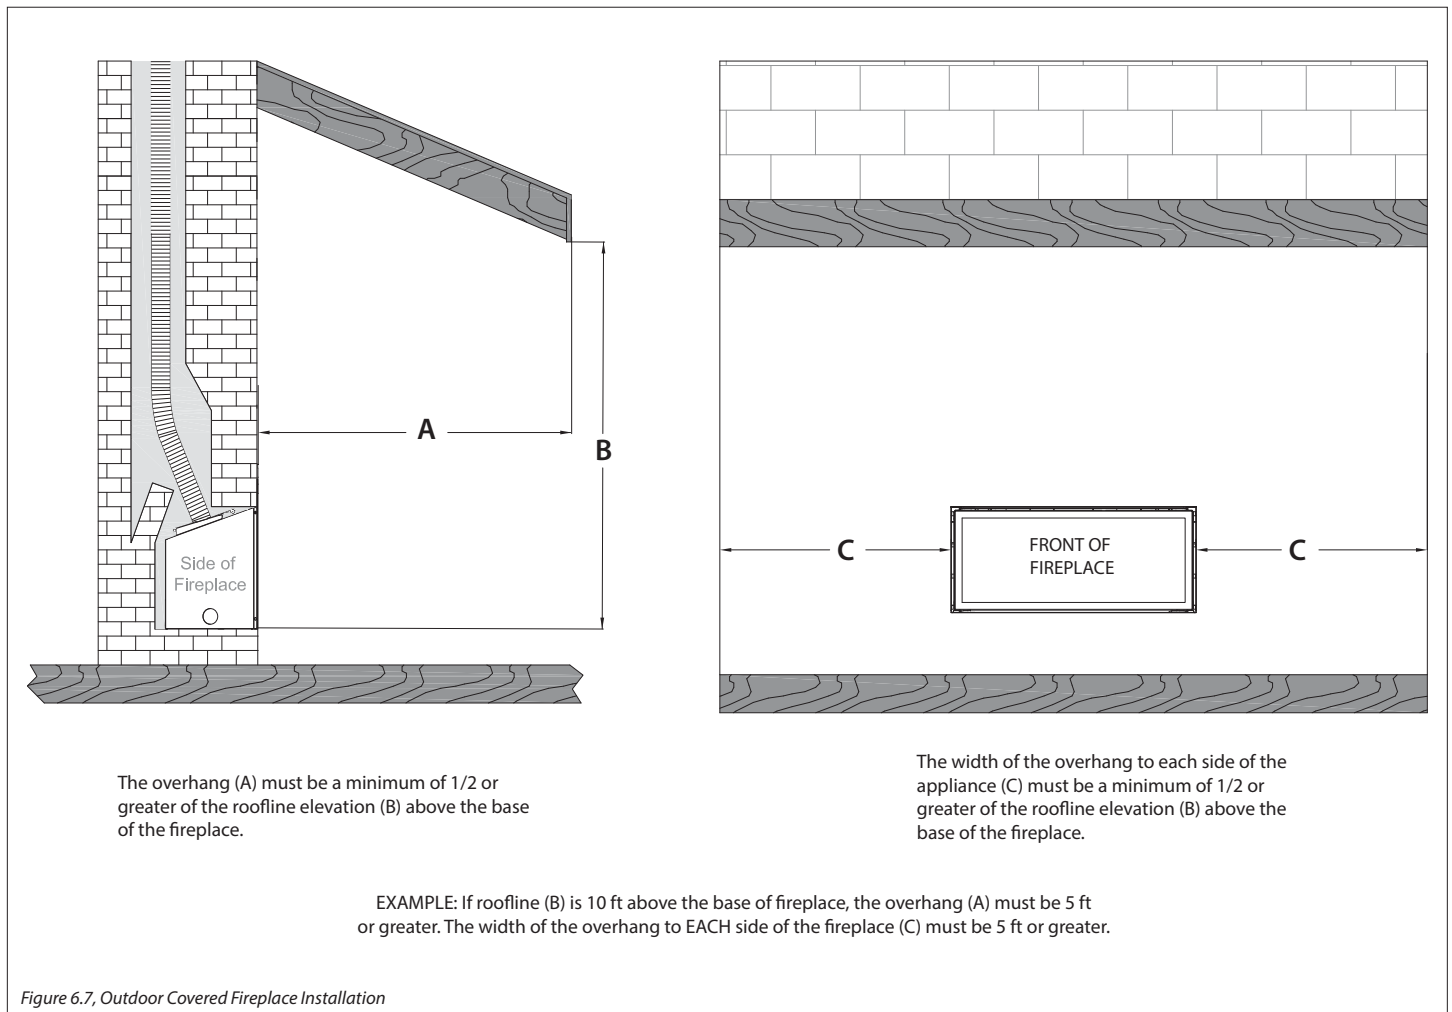 A
B
Side of
Fireplace
C
FRONT OF
FIREPLACE
C
The overhang (A) must be a minimum of 1/2 or
greater of the roofline elevation (B) above the base
of the fireplace.
The width of the overhang to each side of the
appliance (C) must be a minimum of 1/2 or
greater of the roofline elevation (B) above the
base of the fireplace.
EXAMPLE: If roofline (B) is 10 ft above the base of fireplace, the overhang (A) must be 5 ft
or greater. The width of the overhang to EACH side of the fireplace (C) must be 5 ft or greater.
Figure 6.7, Outdoor Covered Fireplace Installation